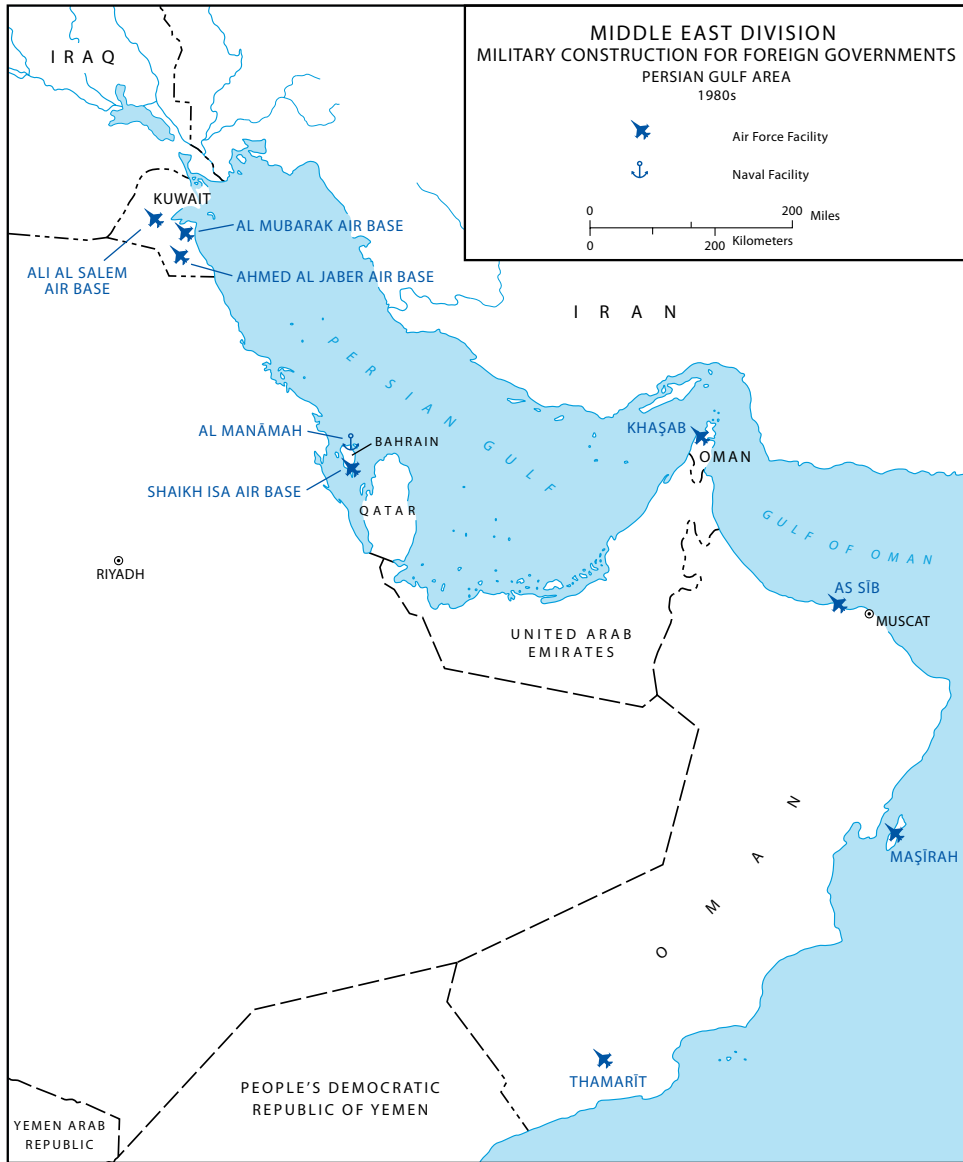 MIDDLE EAST DIVISION
MILITARY CONSTRUCTION FOR FOREIGN GOVERNMENTS
PERSIAN GULF AREA
1980s
Air Force Facility
Naval Facility
0 200 Miles
0 200 Kilometers
IRAQ
KUWAIT
AL MUBARAK AIR BASE
ALI AL SALEM
AIR BASE
AHMED AL JABER AIR BASE
IRAN
PERSIAN GULF
AL MANĀMAH
BAHRAIN
SHAIKH ISA AIR BASE
QATAR
KHAŞAB
OMAN
GULF OF OMAN
RIYADH
AS SĪB
MUSCAT
UNITED ARAB
EMIRATES
OMAN
MAŞĪRAH
THAMARĪT
PEOPLE'S DEMOCRATIC
REPUBLIC OF YEMEN
YEMEN ARAB
REPUBLIC